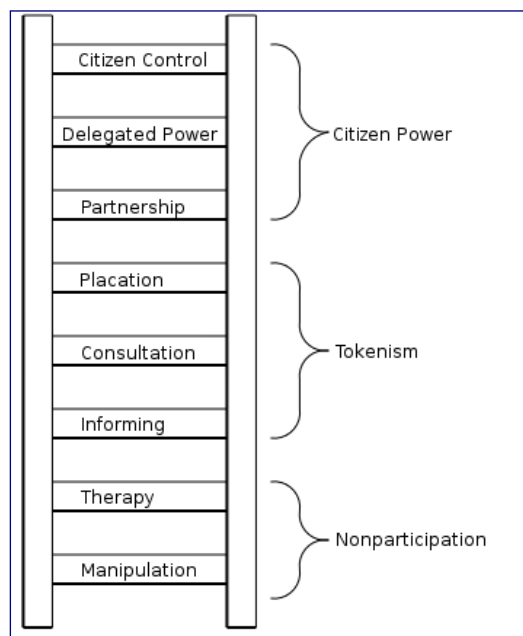 Citizen Control
Delegated Power
Citizen Power
Partnership
Placation
Consultation
Tokenism
Informing
Therapy
Nonparticipation
Manipulation